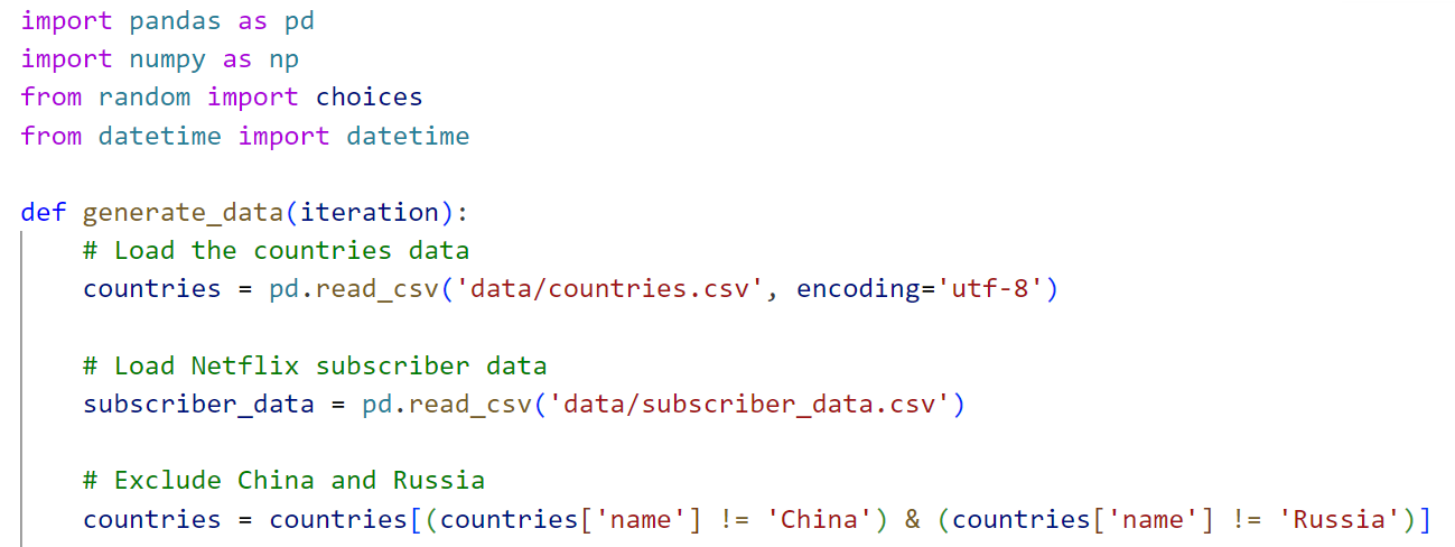 import pandas as pd
import numpy as np
from random import choices
from datetime import datetime

def generate_data(iteration):
    # Load the countries data
    countries = pd.read_csv('data/countries.csv', encoding='utf-8')

    # Load Netflix subscriber data
    subscriber_data = pd.read_csv('data/subscriber_data.csv')

    # Exclude China and Russia
    countries = countries[(countries['name'] != 'China') & (countries['name'] != 'Russia')]